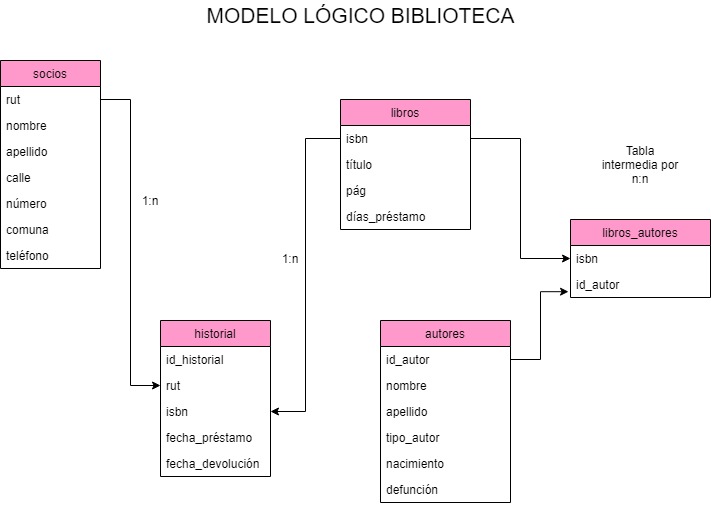 MODELO LÓGICO BIBLIOTECA
socios
rut
nombre
apellido
calle
número
comuna
teléfono
1:n
libros
isbn
título
pág
días_préstamo
1:n
Tabla
intermedia por
n:n
libros_autores
isbn
id_autor
historial
id_historial
rut
isbn
fecha_préstamo
fecha_devolución
autores
id_autor
nombre
apellido
tipo_autor
nacimiento
defunción